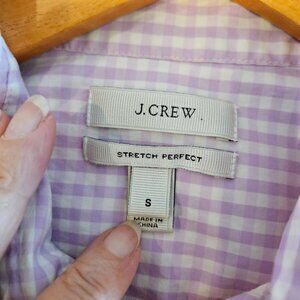 J.CREW
STRETCH PERFECT
S
MADE IN
CHINA